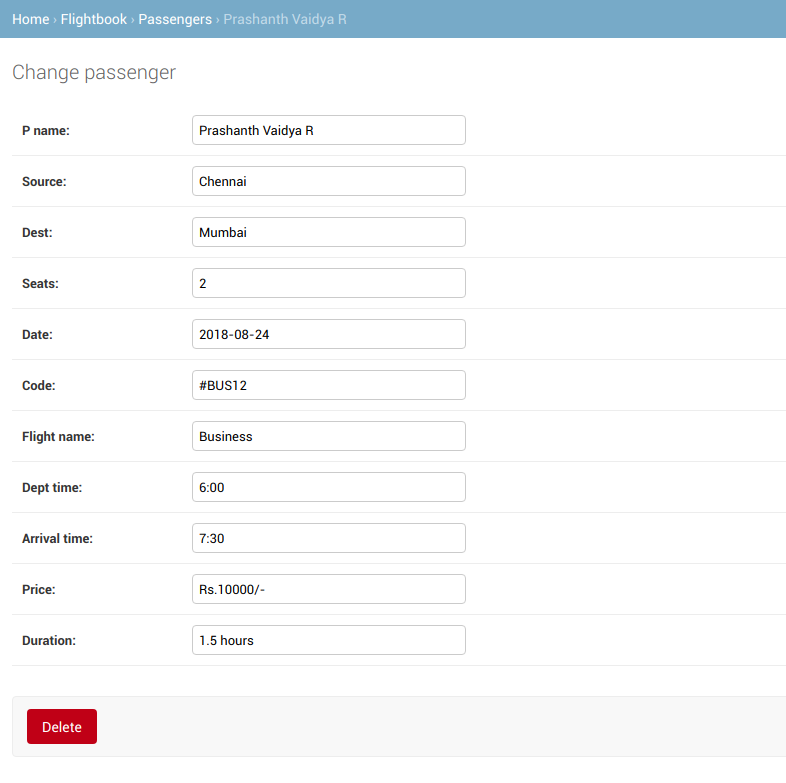 Home › Flightbook › Passengers › Prashanth Vaidya R
Change passenger
P name: Prashanth Vaidya R
Source: Chennai
Dest: Mumbai
Seats: 2
Date: 2018-08-24
Code: #BUS12
Flight name: Business
Dept time: 6:00
Arrival time: 7:30
Price: Rs.10000/-
Duration: 1.5 hours
Delete